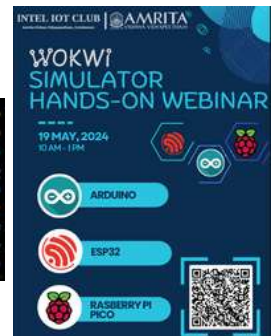 INTEL IOT CLUB
AMRITA
VISHWA VIDYAPEETHAM
WOKWI
SIMULATOR
HANDS-ON WEBINAR
19 MAY, 2024
10 AM - 1 PM
ARDUINO
ESP32
RASBERRY PI
PICO